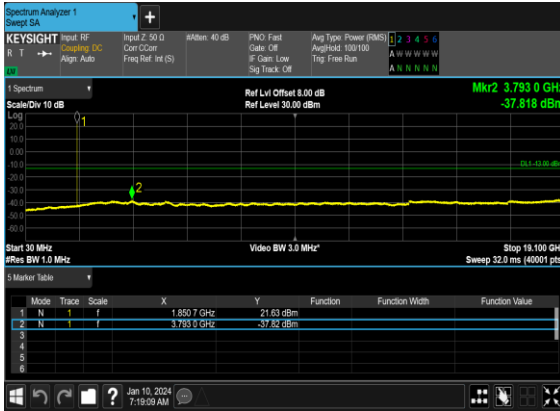 Spectrum Analyzer 1
Swept SA
+
KEYSIGHT Input: RF Input Z: 50 Ω #Atten: 40 dB PNO: Fast Avg Type: Power (RMS) 1 2 3 4 5 6
R T Coupling: DC Corr CCorr Gate: Off Avg|Hold: 100/100 A W W W W W
Align: Auto Freq Ref: Int (S) IF Gain: Low Trig: Free Run
LXI Sig Track: Off A N N N N N
1 Spectrum Ref Lvl Offset 8.00 dB Mkr2 3.793 0 GHz
Scale/Div 10 dB Ref Level 30.00 dBm -37.818 dBm
Log
1
20.0
10.0
0.00
-10.0
DL1 -13.00 dBm
-20.0
-30.0
2
-40.0
-50.0
-60.0
Start 30 MHz Video BW 3.0 MHz* Stop 19.100 GHz
#Res BW 1.0 MHz Sweep 32.0 ms (40001 pts)
5 Marker Table
Mode Trace Scale X Y Function Function Width Function Value
1 N 1 f 1.850 7 GHz 21.63 dBm
2 N 1 f 3.793 0 GHz -37.82 dBm
3
4
5
6
? Jan 10, 2024
7:19:09 AM